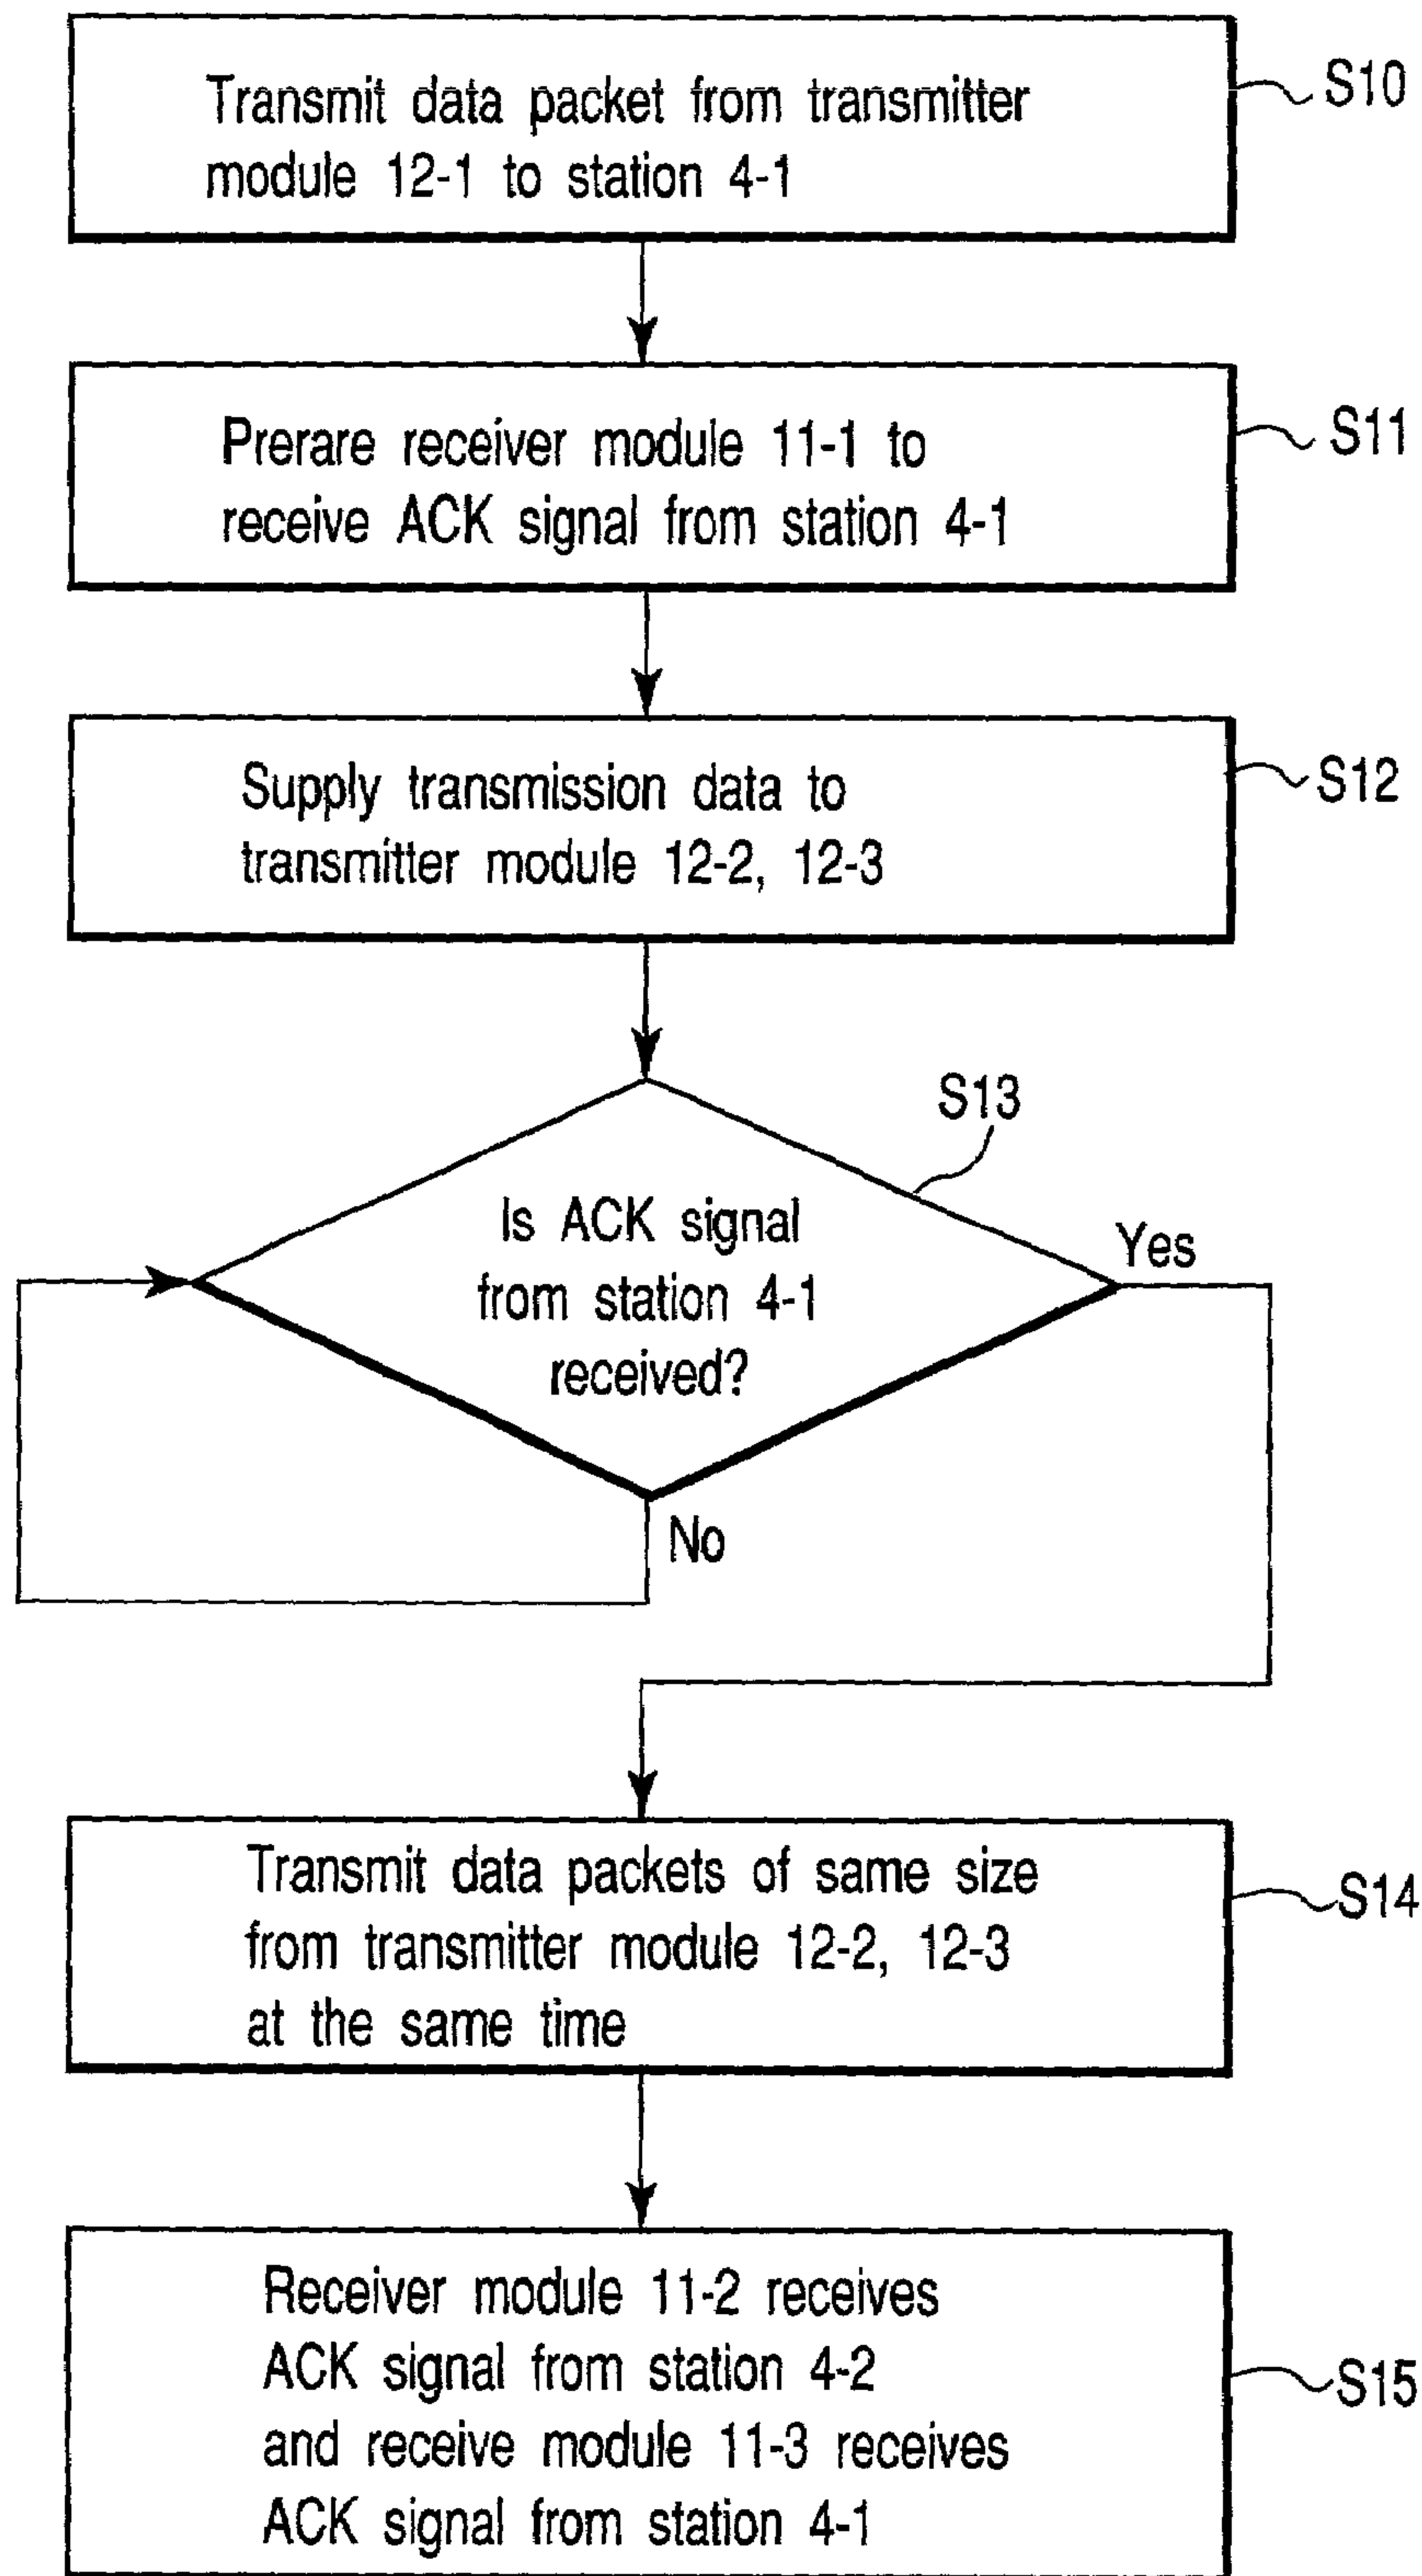 Transmit data packet from transmitter
module 12-1 to station 4-1
S10
Prerare receiver module 11-1 to
receive ACK signal from station 4-1
S11
Supply transmission data to
transmitter module 12-2, 12-3
S12
S13
Is ACK signal
from station 4-1
received?
Yes
No
Transmit data packets of same size
from transmitter module 12-2, 12-3
at the same time
S14
Receiver module 11-2 receives
ACK signal from station 4-2
and receive module 11-3 receives
ACK signal from station 4-1
S15